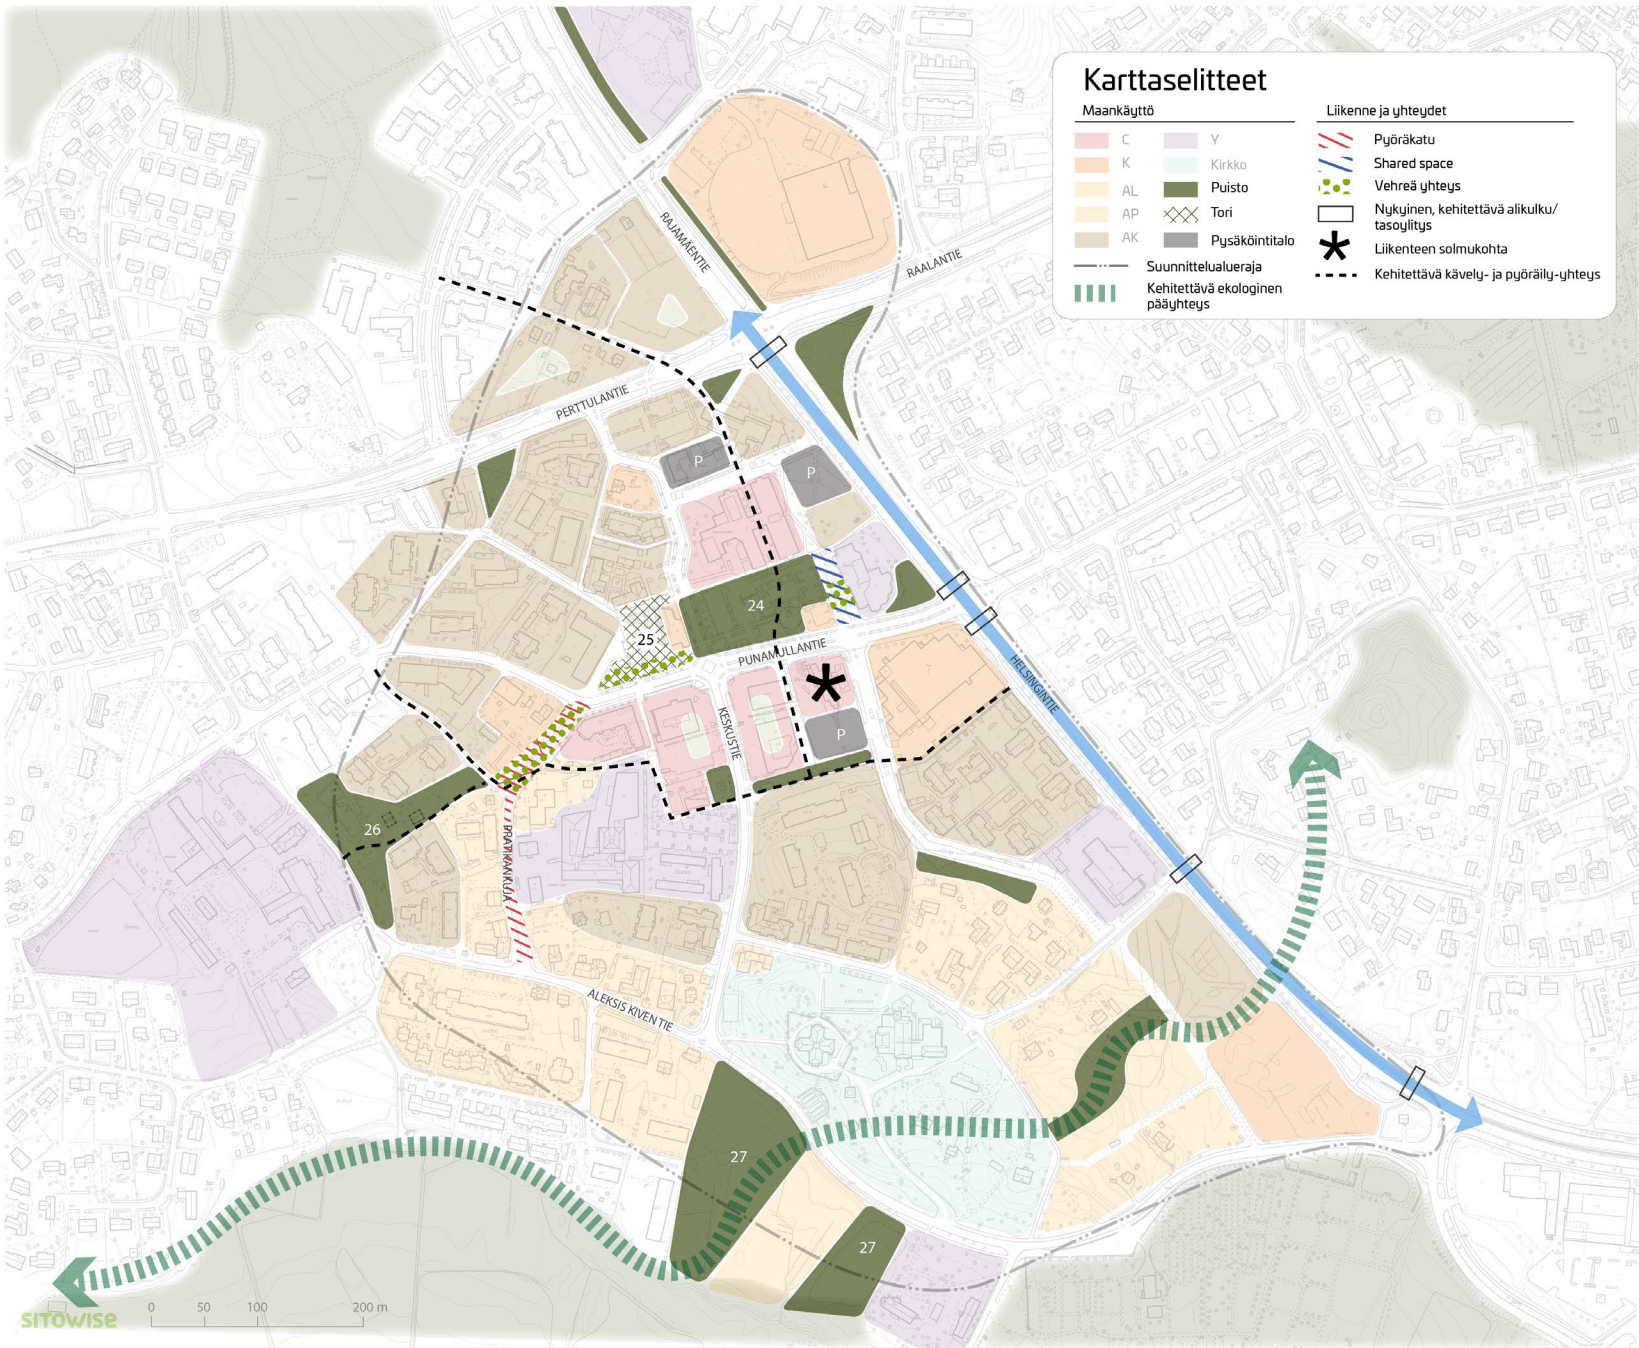 Karttaselitteet
Maankäyttö
C
K
AL
AP
AK
Y
Kirkko
Puisto
Tori
Pysäköintitalo
Suunnittelualueraja
Kehitettävä ekologinen
pääyhteys
Liikenne ja yhteydet
Pyöräkatu
Shared space
Vehreä yhteys
Nykyinen, kehitettävä alikulku/
tasoylitys
Liikenteen solmukohta
Kehitettävä kävely- ja pyöräily-yhteys
RAJAMÄENTIE
RAALANTIE
PERTTULANTIE
P
P
24
25
PUNAMULLANTIE
HELSINGINTIE
KESKUSTIE
P
26
PRATIKANKUJA
ALEKSIS KIVEN TIE
27
27
SITOWISE
0 50 100 200 m